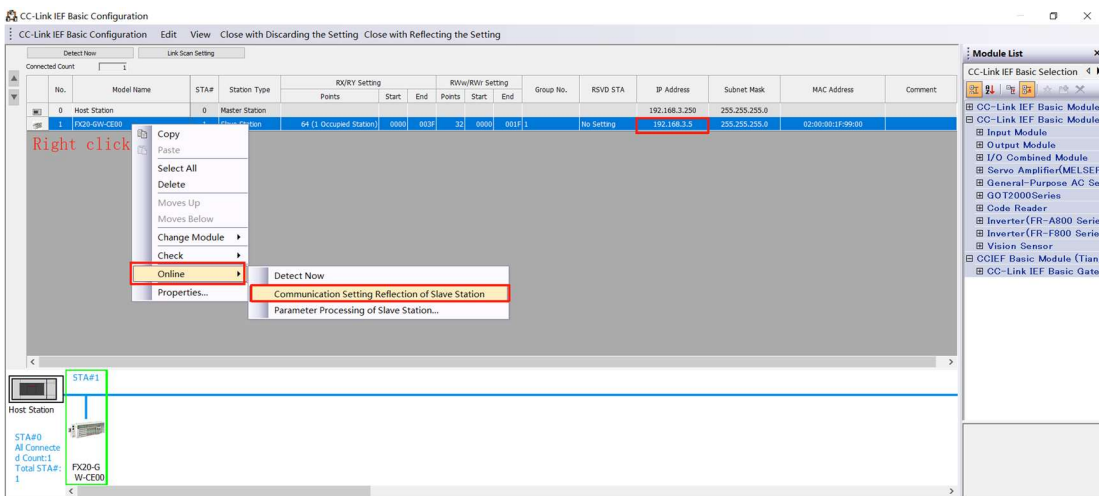 CC-Link IEF Basic Configuration
CC-Link IEF Basic Configuration Edit View Close with Discarding the Setting Close with Reflecting the Setting
Detect Now Link Scan Setting
Connected Count 1
No. Model Name STA# Station Type RX/RY Setting RWw/RWr Setting Group No. RSVD STA IP Address Subnet Mask MAC Address Comment
Points Start End Points Start End
0 Host Station 0 Master Station 192.168.3.250 255.255.255.0
1 FX20-GW-CE00 1 Slave Station 64 (1 Occupied Station) 0000 003F 32 0000 001F 1 No Setting 192.168.3.5 255.255.255.0 02:00:00:1F:99:00
Right click
Copy
Paste
Select All
Delete
Moves Up
Moves Below
Change Module
Check
Online
Properties...
Detect Now
Communication Setting Reflection of Slave Station
Parameter Processing of Slave Station...
Module List
CC-Link IEF Basic Selection
CC-Link IEF Basic Module
CC-Link IEF Basic Module
Input Module
Output Module
I/O Combined Module
Servo Amplifier(MELSER
General-Purpose AC Se
GOT2000Series
Code Reader
Inverter(FR-A800 Serie
Inverter(FR-F800 Serie
Vision Sensor
CCIEF Basic Module (Tian
CC-Link IEF Basic Gate
STA#1
Host Station
STA#0
All Connecte
d Count:1
Total STA#:
1
FX20-G
W-CE00